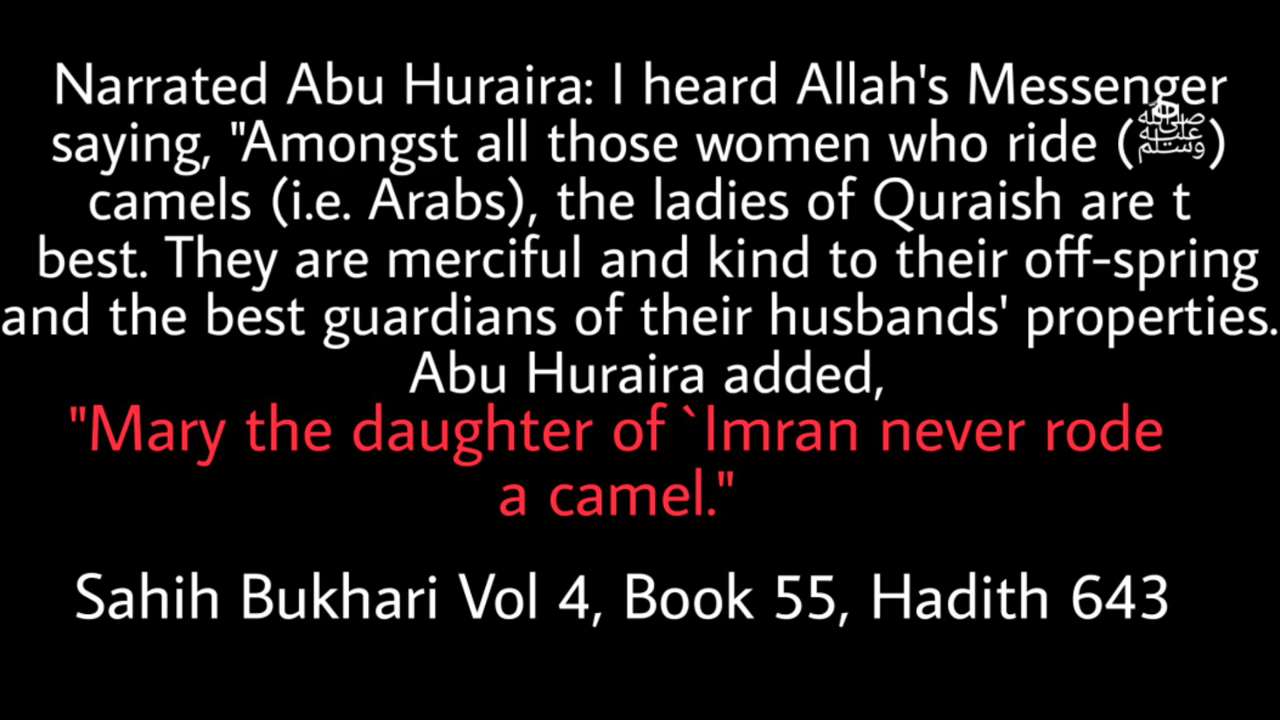 Narrated Abu Huraira: I heard Allah's Messenger
saying, "Amongst all those women who ride (ﷺ)
camels (i.e. Arabs), the ladies of Quraish are t
best. They are merciful and kind to their off-spring
and the best guardians of their husbands' properties.
Abu Huraira added,
"Mary the daughter of `Imran never rode
a camel."
Sahih Bukhari Vol 4, Book 55, Hadith 643